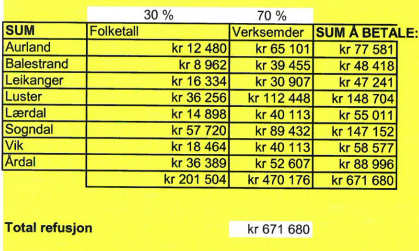 30 % 70 %
SUM Folketall Verksemder SUM Å BETALE:
Aurland kr 12 480 kr 65 101 kr 77 581
Balestrand kr 8 962 kr 39 455 kr 48 418
Leikanger kr 16 334 kr 30 907 kr 47 241
Luster kr 36 256 kr 112 448 kr 148 704
Lærdal kr 14 898 kr 40 113 kr 55 011
Sogndal kr 57 720 kr 89 432 kr 147 152
Vik kr 18 464 kr 40 113 kr 58 577
Årdal kr 36 389 kr 52 607 kr 88 996
kr 201 504 kr 470 176 kr 671 680
Total refusjon kr 671 680